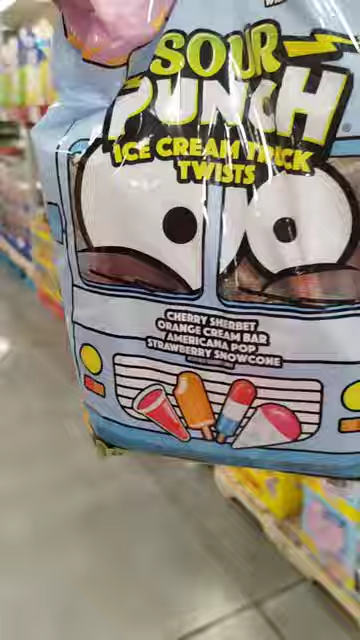 SOUR
PUNCH®
ICE CREAM TRUCK
TWISTS
CHERRY SHERBET
ORANGE CREAM BAR
AMERICANA POP
STRAWBERRY SNOWCONE